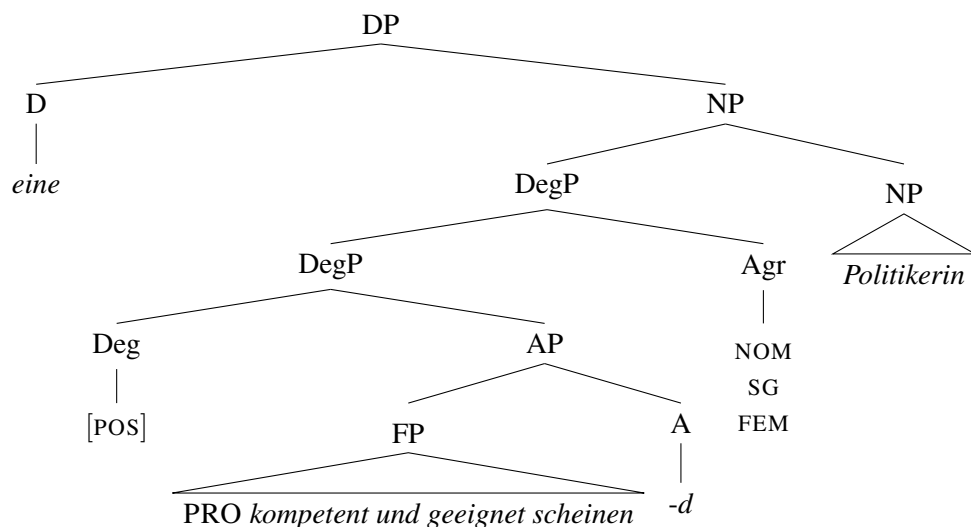 DP
D NP
eine DegP NP
DegP Agr Politikerin
Deg AP NOM
SG
[POS] FP A FEM
PRO kompetent und geeignet scheinen -d